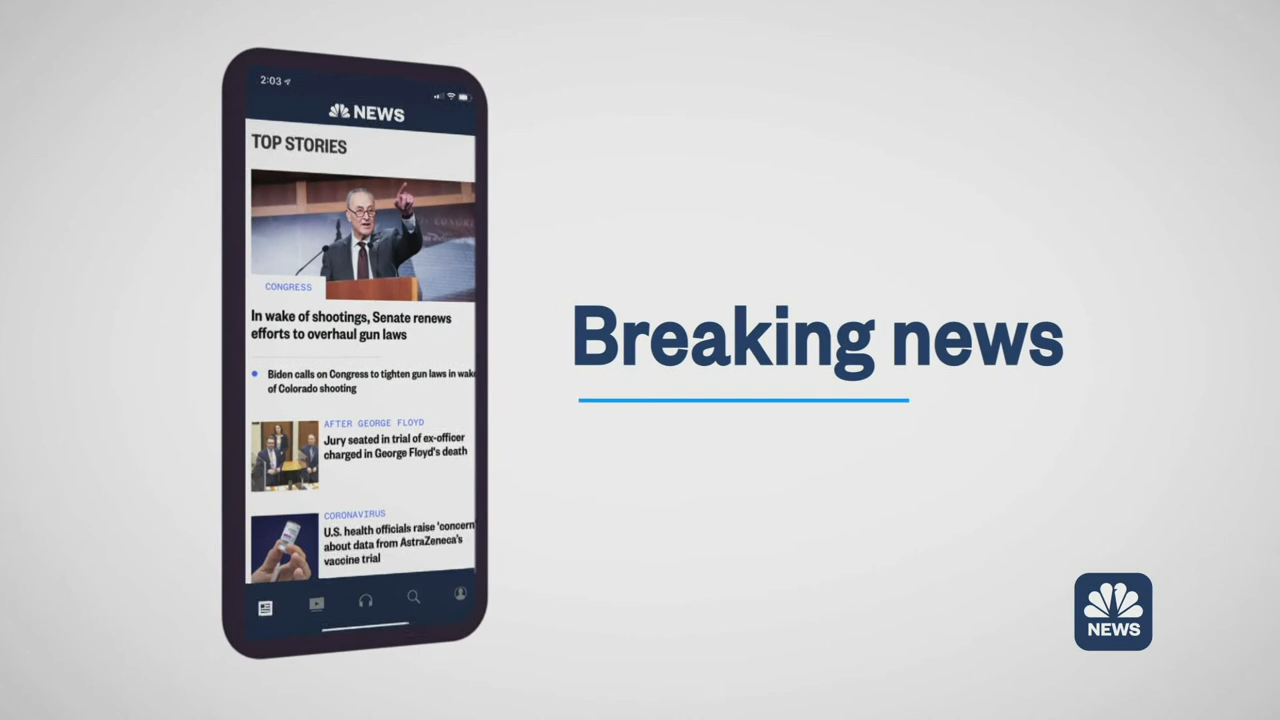 2:03
NEWS
TOP STORIES
CONGRESS
In wake of shootings, Senate renews
efforts to overhaul gun laws
Biden calls on Congress to tighten gun laws in wake
of Colorado shooting
AFTER GEORGE FLOYD
Jury seated in trial of ex-officer
charged in George Floyd's death
CORONAVIRUS
U.S. health officials raise 'concern
about data from AstraZeneca's
vaccine trial
Breaking news
NEWS